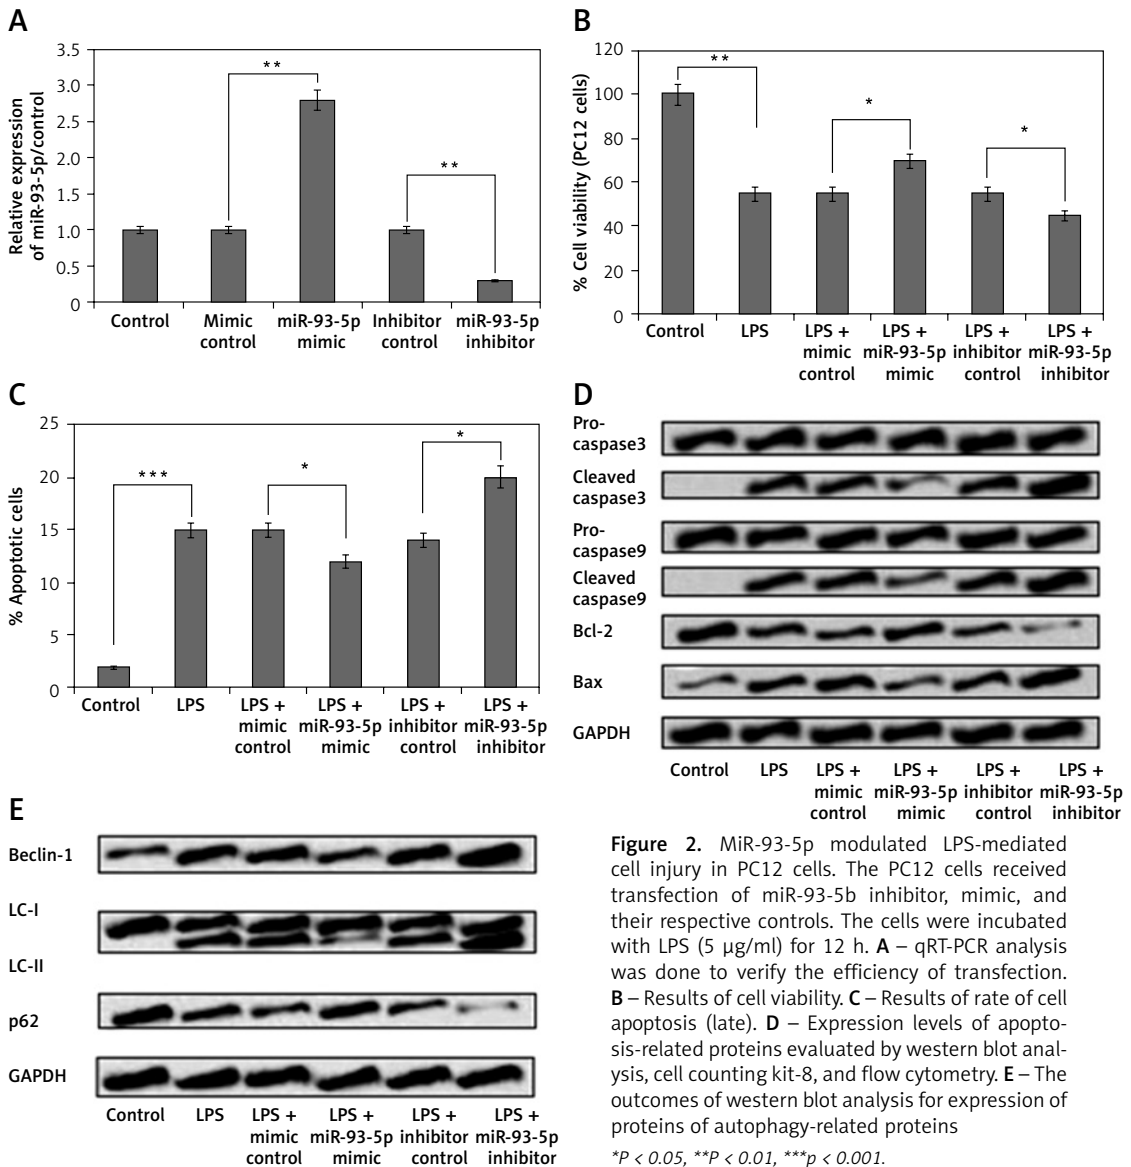 A
Relative expression
of miR-93-5p/control
3.5
3.0
2.5
2.0
1.5
1.0
0.5
0
**
**
Control
Mimic
control
miR-93-5p
mimic
Inhibitor
control
miR-93-5p
inhibitor
B
% Cell viability (PC12 cells)
120
100
80
60
40
20
0
**
*
*
Control
LPS
LPS +
mimic
control
LPS +
miR-93-5p
mimic
LPS +
inhibitor
control
LPS +
miR-93-5p
inhibitor
C
% Apoptotic cells
25
20
15
10
5
0
***
*
*
Control
LPS
LPS +
mimic
control
LPS +
miR-93-5p
mimic
LPS +
inhibitor
control
LPS +
miR-93-5p
inhibitor
D
Pro-
caspase3
Cleaved
caspase3
Pro-
caspase9
Cleaved
caspase9
Bcl-2
Bax
GAPDH
Control
LPS
LPS +
mimic
control
LPS +
miR-93-5p
mimic
LPS +
inhibitor
control
LPS +
miR-93-5p
inhibitor
E
Beclin-1
LC-I
LC-II
p62
GAPDH
Control
LPS
LPS +
mimic
control
LPS +
miR-93-5p
mimic
LPS +
inhibitor
control
LPS +
miR-93-5p
inhibitor
Figure 2. MiR-93-5p modulated LPS-mediated
cell injury in PC12 cells. The PC12 cells received
transfection of miR-93-5b inhibitor, mimic, and
their respective controls. The cells were incubated
with LPS (5 µg/ml) for 12 h. A – qRT-PCR analysis
was done to verify the efficiency of transfection.
B – Results of cell viability. C – Results of rate of cell
apoptosis (late). D – Expression levels of apopto-
sis-related proteins evaluated by western blot anal-
ysis, cell counting kit-8, and flow cytometry. E – The
outcomes of western blot analysis for expression of
proteins of autophagy-related proteins
*P < 0.05, **P < 0.01, ***p < 0.001.